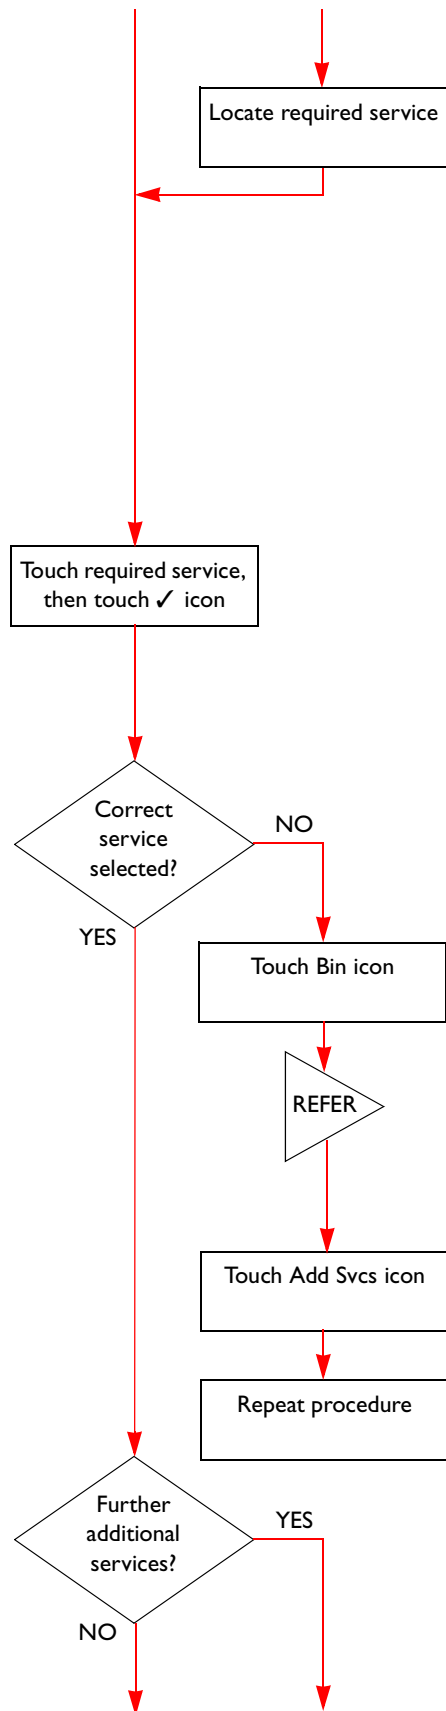 Locate required service
Touch required service,
then touch ✓ icon
Correct
service
selected?
NO
YES
Touch Bin icon
REFER
Touch Add Svcs icon
Repeat procedure
Further
additional
services?
YES
NO